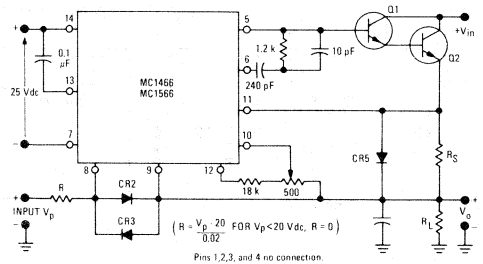 14
5
Q1
+Vin
+
0.1
μF
1.2 k
10 pF
Q2
6
13
240 pF
MC1466
MC1566
25 Vdc
11
7
10
-
8
9
12
CR5
RS
CR2
18 k
500
+
R
+
INPUT Vp
CR3
(R = Vp · 20 / 0.02 FOR Vp<20 Vdc, R = 0)
RL
Vo
-
-
Pins 1,2,3, and 4 no connection.